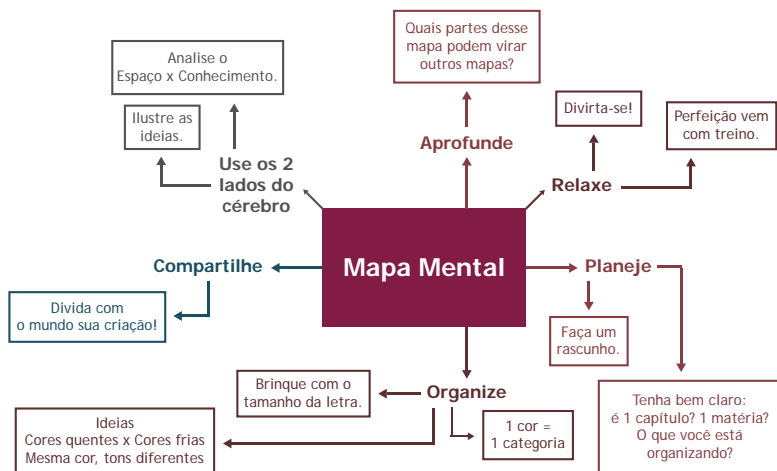 Analise o
Espaço x Conhecimento.
Ilustre as
ideias.
Use os 2
lados do
cérebro
Quais partes desse
mapa podem virar
outros mapas?
Aprofunde
Divirta-se!
Perfeição vem
com treino.
Relaxe
Mapa Mental
Compartilhe
Divida com
o mundo sua criação!
Planeje
Faça um
rascunho.
Tenha bem claro:
é 1 capítulo? 1 matéria?
O que você está
organizando?
Organize
Brinque com o
tamanho da letra.
1 cor =
1 categoria
Ideias
Cores quentes x Cores frias
Mesma cor, tons diferentes